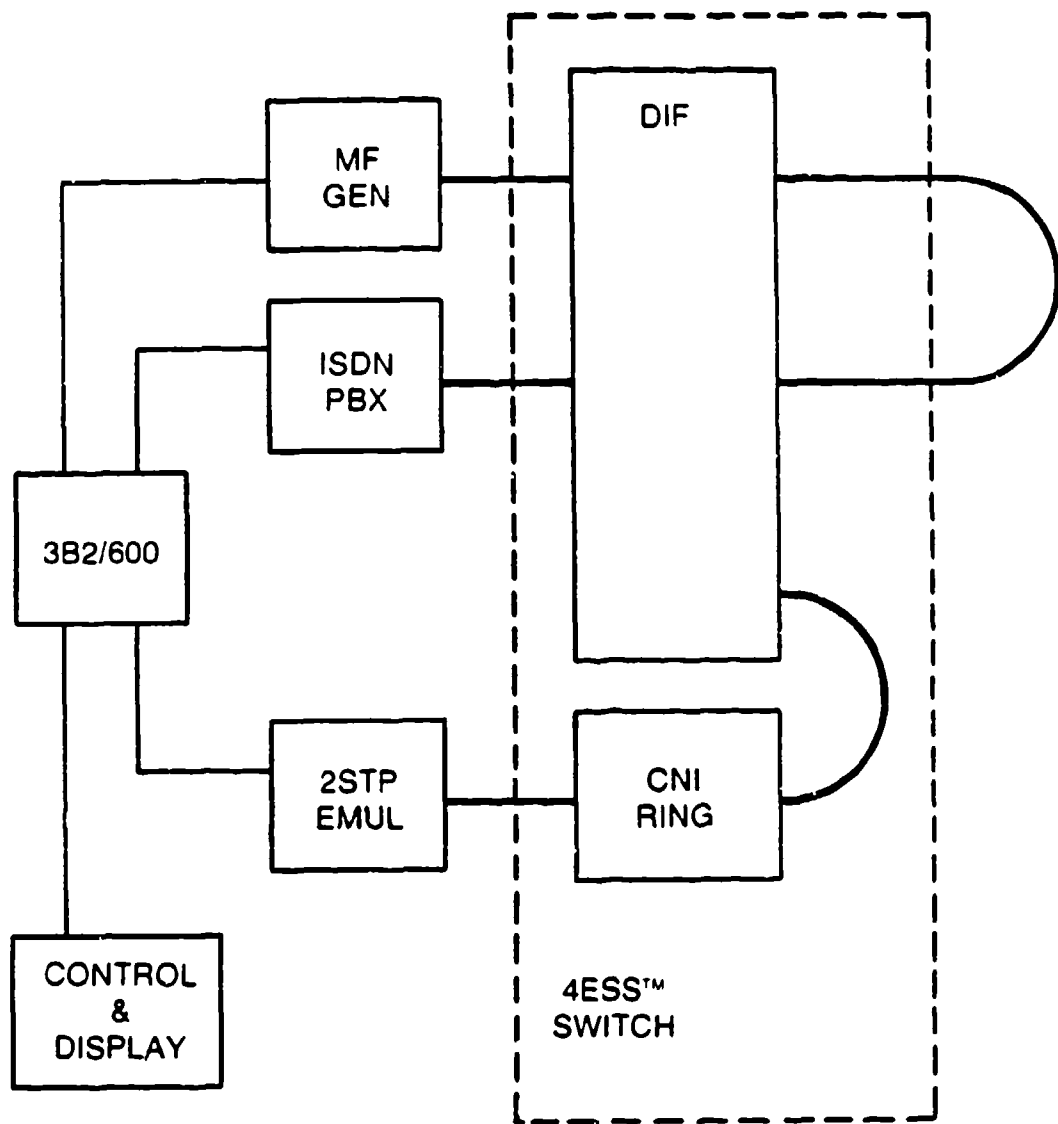 DIF
MF
GEN
ISDN
PBX
3B2/600
2STP
EMUL
CNI
RING
CONTROL
&
DISPLAY
4ESS™
SWITCH